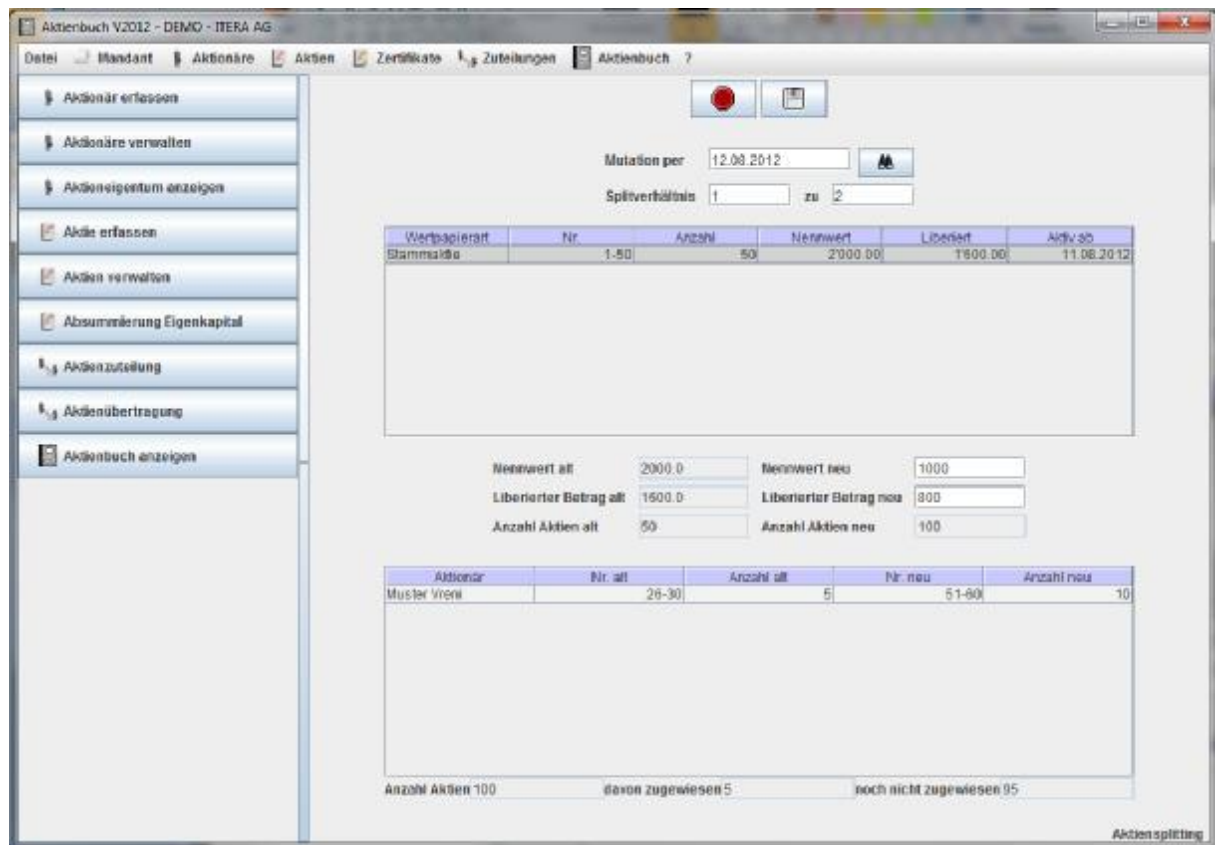 Aktienbuch V2012 - DEMO - ITERA AG
Datei Mandant Aktionäre Aktien Zertifikate Zuteilungen Aktienbuch ?
Aktionär erfassen
Aktionäre verwalten
Aktieneigentum anzeigen
Aktie erfassen
Aktien verwalten
Absummierung Eigenkapital
Aktienzuteilung
Aktienübertragung
Aktienbuch anzeigen
Mutation per 12.08.2012
Splitverhältnis 1 zu 2
Wertpapierart Nr. Anzahl Nennwert Liberiert Aktiv ab
Stammaktie 1-50 50 2'000.00 1'600.00 11.08.2012
Nennwert alt 2000.0 Nennwert neu 1000
Liberierter Betrag alt 1600.0 Liberierter Betrag neu 800
Anzahl Aktien alt 50 Anzahl Aktien neu 100
Aktionär Nr. alt Anzahl alt Nr. neu Anzahl neu
Muster Vreni 26-30 5 51-60 10
Anzahl Aktien 100 davon zugewiesen 5 noch nicht zugewiesen 95
Aktiensplitting